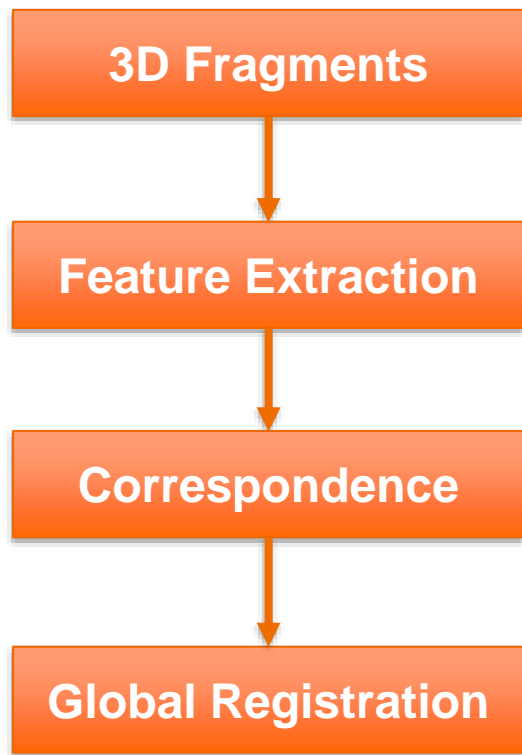 3D Fragments
Feature Extraction
Correspondence
Global Registration